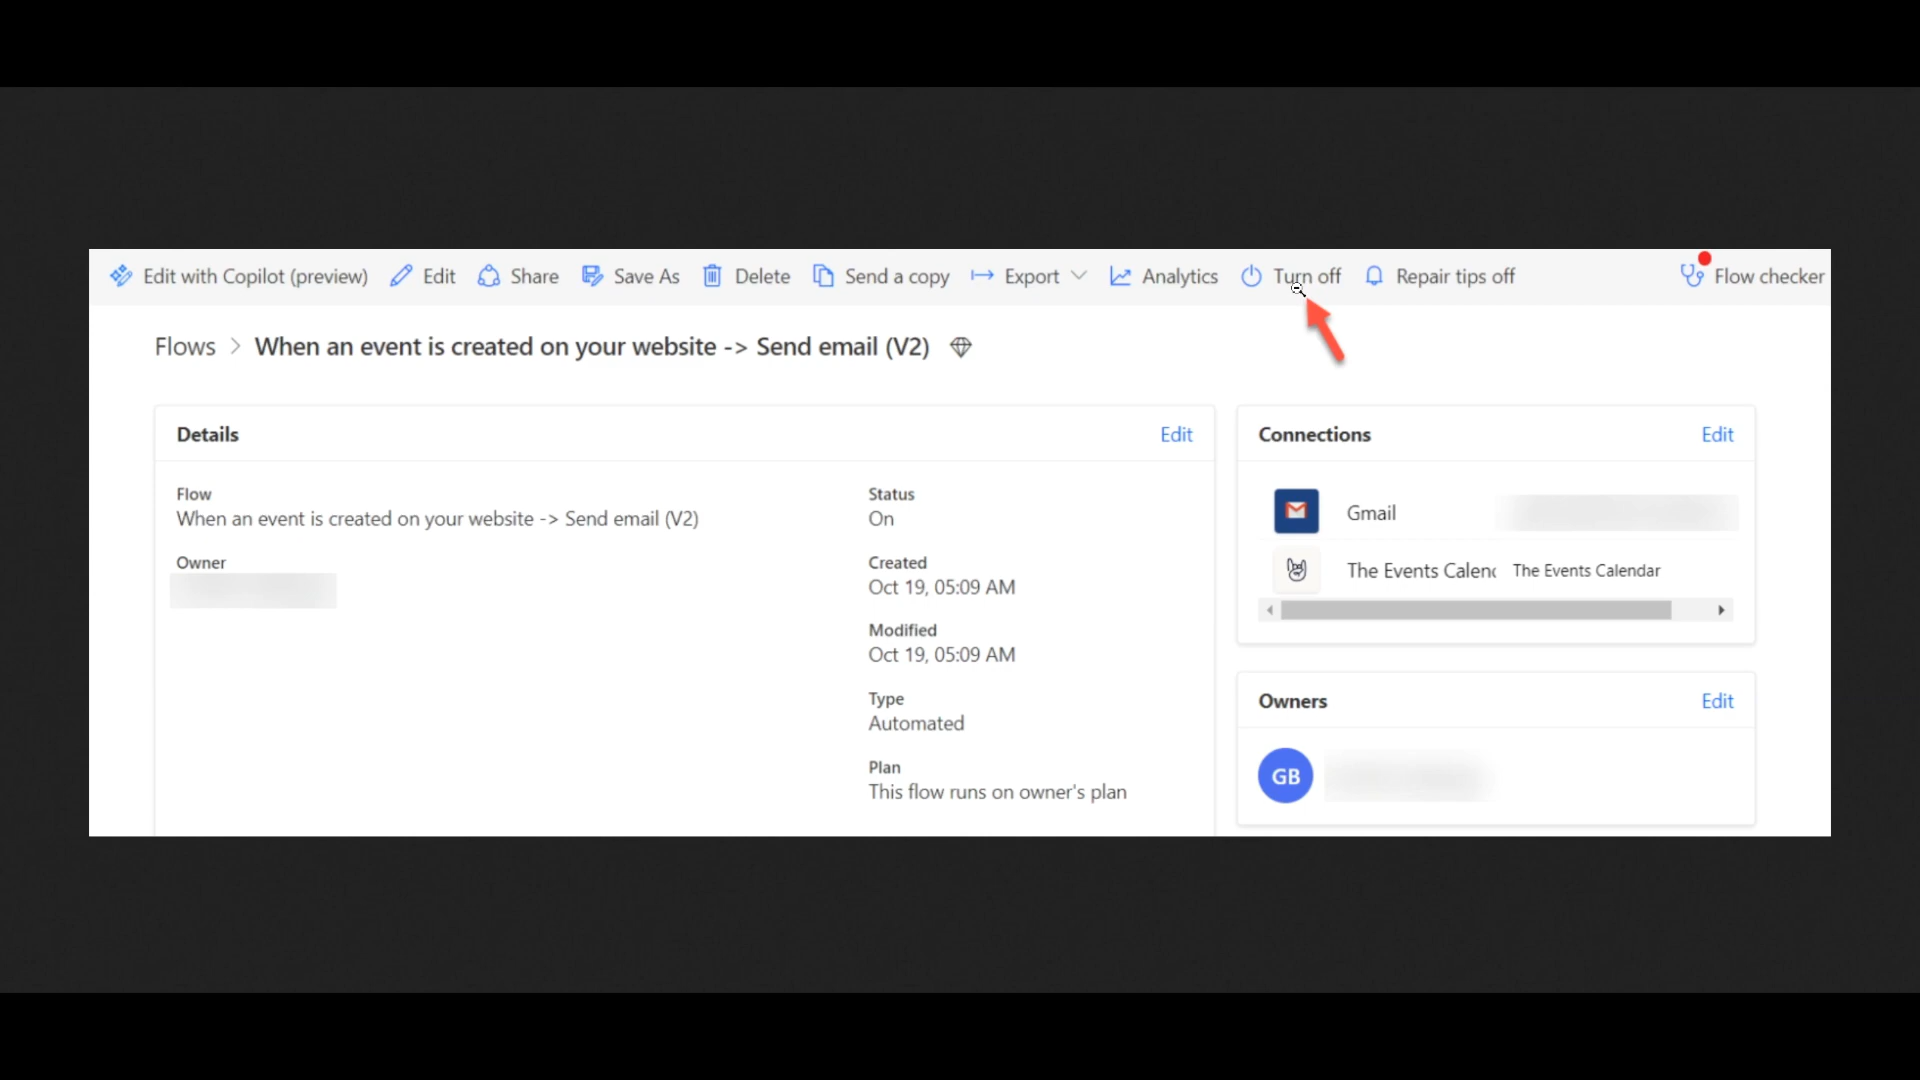 Edit with Copilot (preview) Edit Share Save As Delete Send a copy Export Analytics Turn off Repair tips off Flow checker
Flows > When an event is created on your website -> Send email (V2)
Details Edit
Flow
When an event is created on your website -> Send email (V2)
Owner
Status
On
Created
Oct 19, 05:09 AM
Modified
Oct 19, 05:09 AM
Type
Automated
Plan
This flow runs on owner's plan
Connections Edit
Gmail
The Events Calenc The Events Calendar
Owners Edit
GB